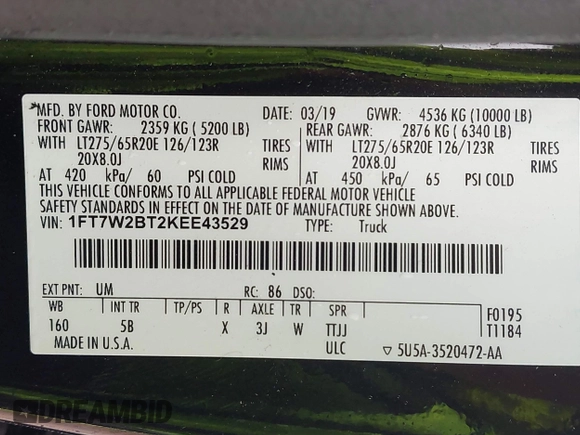 MFD. BY FORD MOTOR CO. DATE: 03/19 GVWR: 4536 KG (10000 LB)
FRONT GAWR: 2359 KG ( 5200 LB) REAR GAWR: 2876 KG ( 6340 LB)
WITH LT275/65R20E 126/123R TIRES WITH LT275/65R20E 126/123R TIRES
20X8.0J RIMS 20X8.0J RIMS
AT 420 kPa/ 60 PSI COLD AT 450 kPa/ 65 PSI COLD
THIS VEHICLE CONFORMS TO ALL APPLICABLE FEDERAL MOTOR VEHICLE
SAFETY STANDARDS IN EFFECT ON THE DATE OF MANUFACTURE SHOWN ABOVE.
VIN: 1FT7W2BT2KEE43529 TYPE: Truck
EXT PNT: UM RC: 86 DSO:
WB INT TR TP/PS R AXLE TR SPR F0195
160 5B X 3J W TTJJ T1184
MADE IN U.S.A. ULC ▽ 5U5A-3520472-AA
DREAMBID